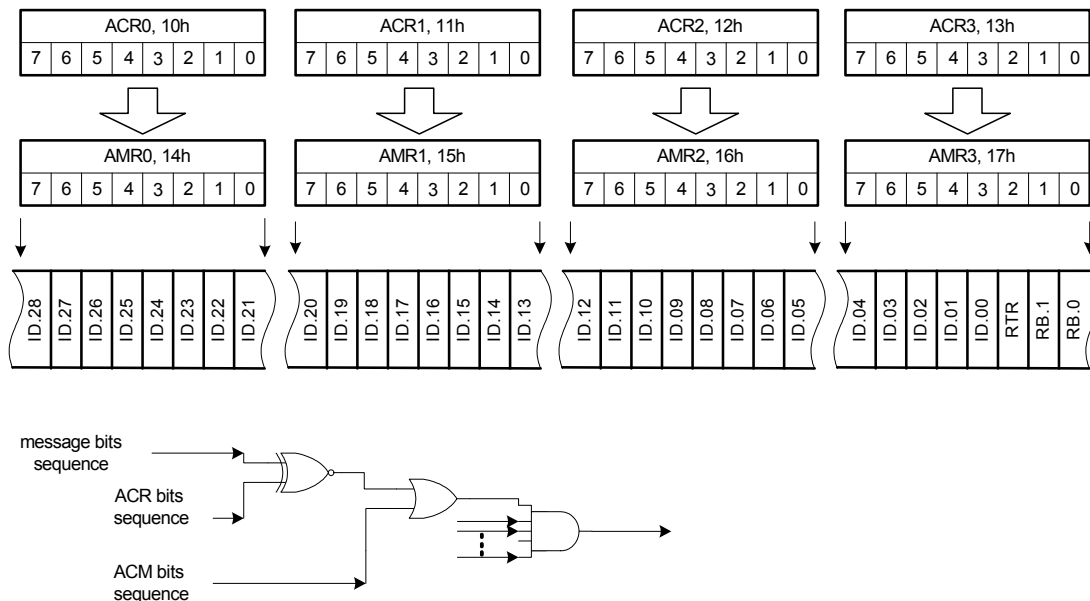 ACR0, 10h ACR1, 11h ACR2, 12h ACR3, 13h
7 6 5 4 3 2 1 0 7 6 5 4 3 2 1 0 7 6 5 4 3 2 1 0 7 6 5 4 3 2 1 0
AMR0, 14h AMR1, 15h AMR2, 16h AMR3, 17h
7 6 5 4 3 2 1 0 7 6 5 4 3 2 1 0 7 6 5 4 3 2 1 0 7 6 5 4 3 2 1 0
ID.28 ID.27 ID.26 ID.25 ID.24 ID.23 ID.22 ID.21 ID.20 ID.19 ID.18 ID.17 ID.16 ID.15 ID.14 ID.13 ID.12 ID.11 ID.10 ID.09 ID.08 ID.07 ID.06 ID.05 ID.04 ID.03 ID.02 ID.01 ID.00 RTR RB.1 RB.0
message bits
sequence
ACR bits
sequence
ACM bits
sequence